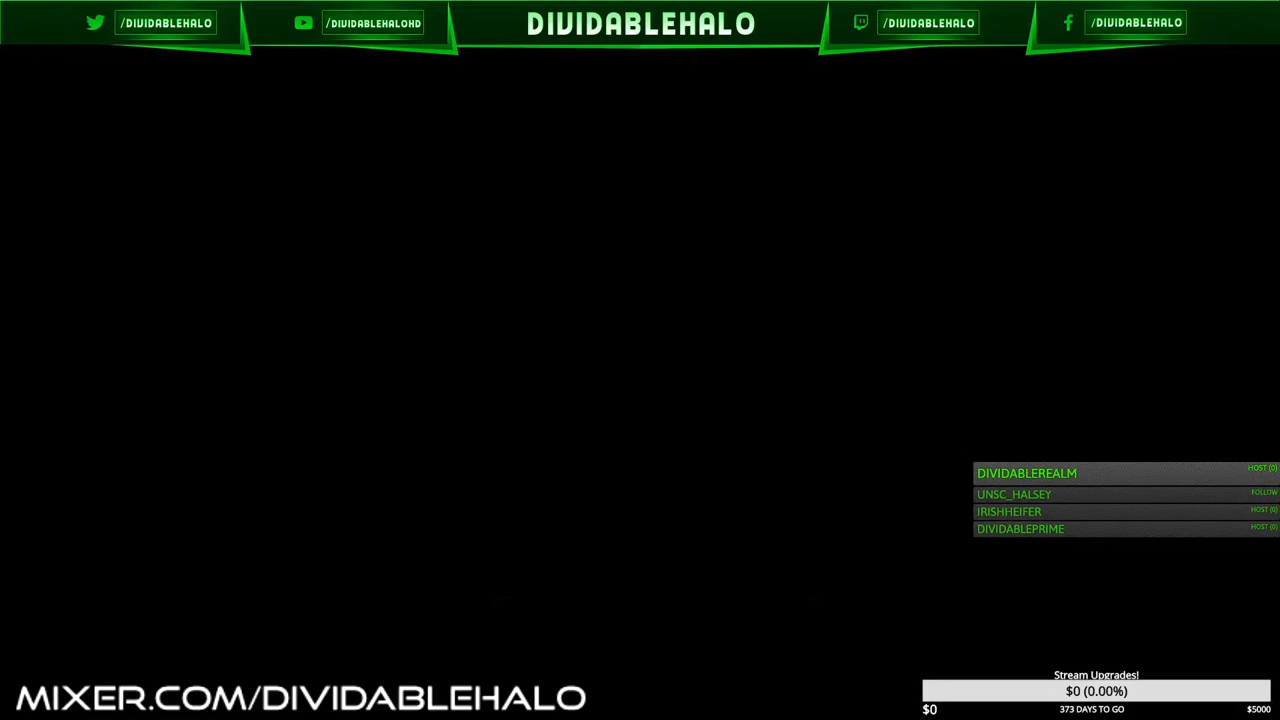 /DIVIDABLEHALO
/DIVIDABLEHALOHD
DIVIDABLEHALO
/DIVIDABLEHALO
/DIVIDABLEHALO
DIVIDABLEREALM HOST (0)
UNSC_HALSEY FOLLOW
IRISHHEIFER HOST (0)
DIVIDABLEPRIME HOST (0)
Stream Upgrades!
$0 (0.00%)
$0 373 DAYS TO GO $5000
MIXER.COM/DIVIDABLEHALO